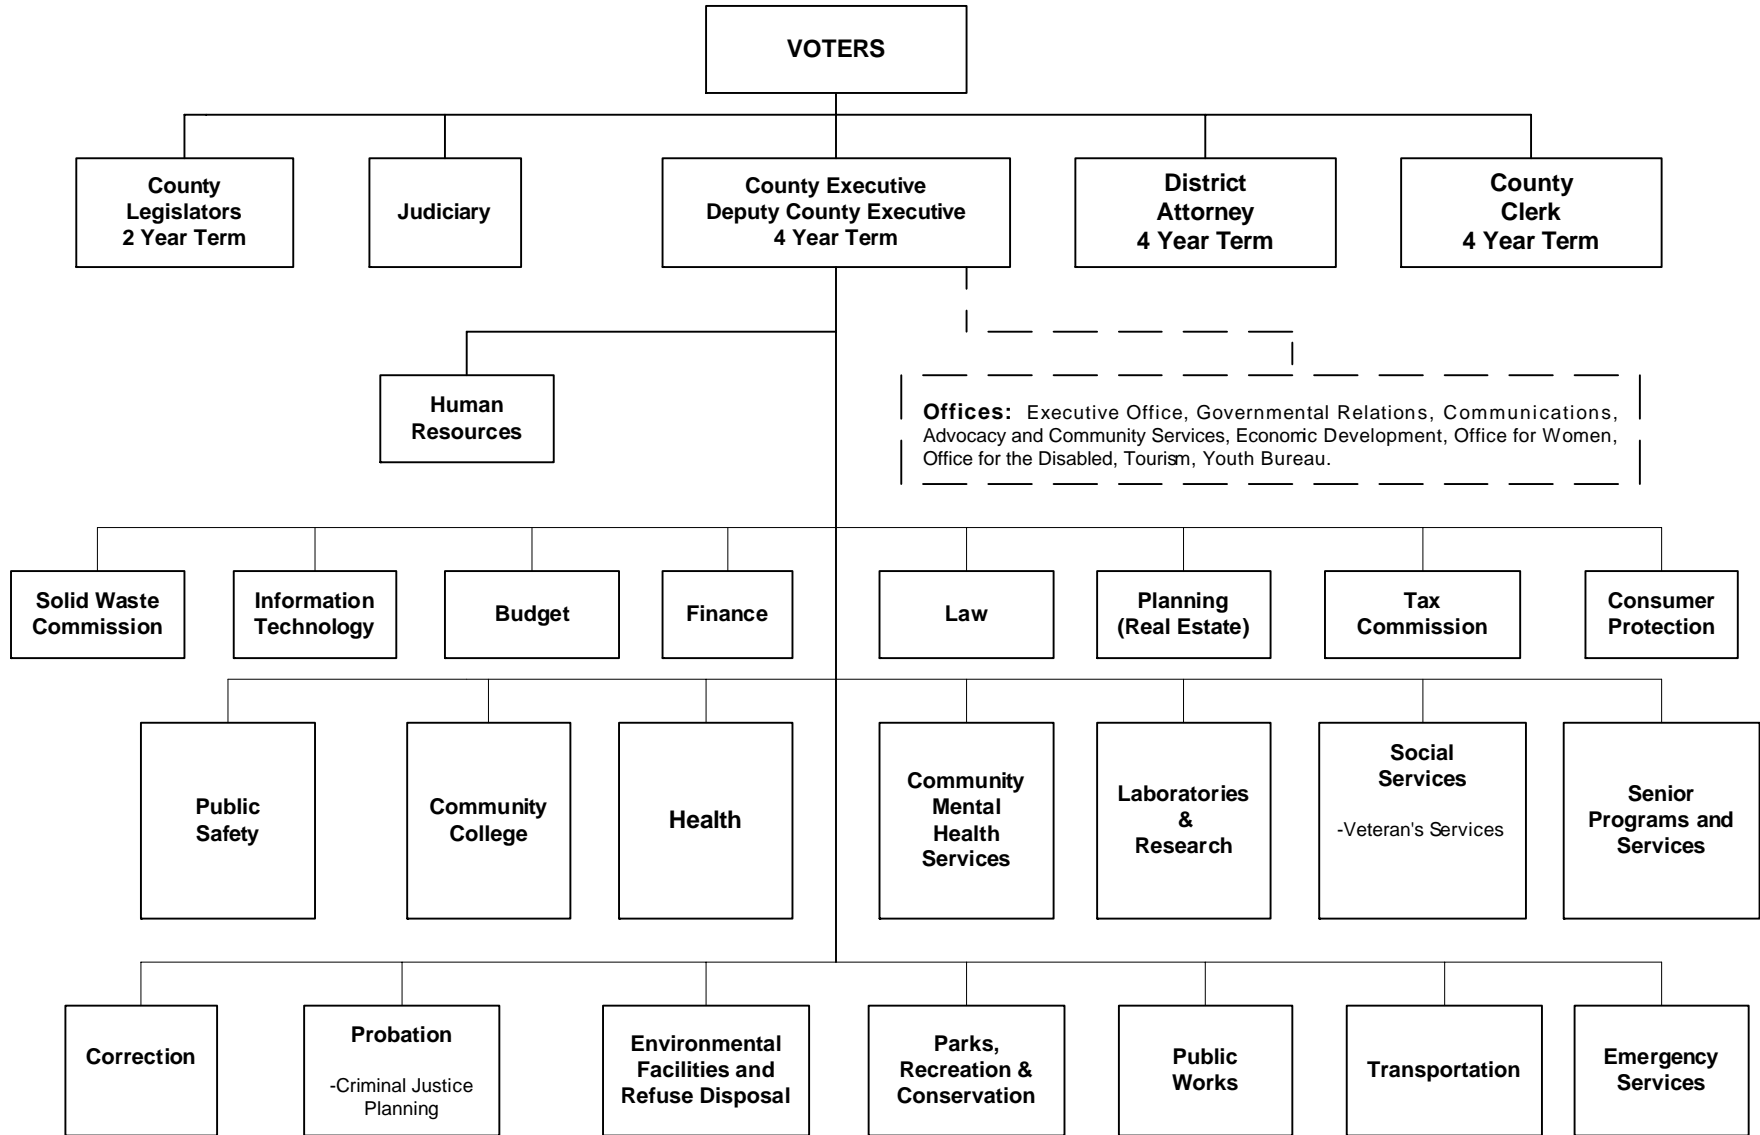 VOTERS
County
Legislators
2 Year Term
Judiciary
County Executive
Deputy County Executive
4 Year Term
District
Attorney
4 Year Term
County
Clerk
4 Year Term
Human
Resources
Offices: Executive Office, Governmental Relations, Communications,
Advocacy and Community Services, Economic Development, Office for Women,
Office for the Disabled, Tourism, Youth Bureau.
Solid Waste
Commission
Information
Technology
Budget
Finance
Law
Planning
(Real Estate)
Tax
Commission
Consumer
Protection
Public
Safety
Community
College
Health
Community
Mental
Health
Services
Laboratories
&
Research
Social
Services
-Veteran's Services
Senior
Programs and
Services
Correction
Probation
-Criminal Justice
Planning
Environmental
Facilities and
Refuse Disposal
Parks,
Recreation &
Conservation
Public
Works
Transportation
Emergency
Services